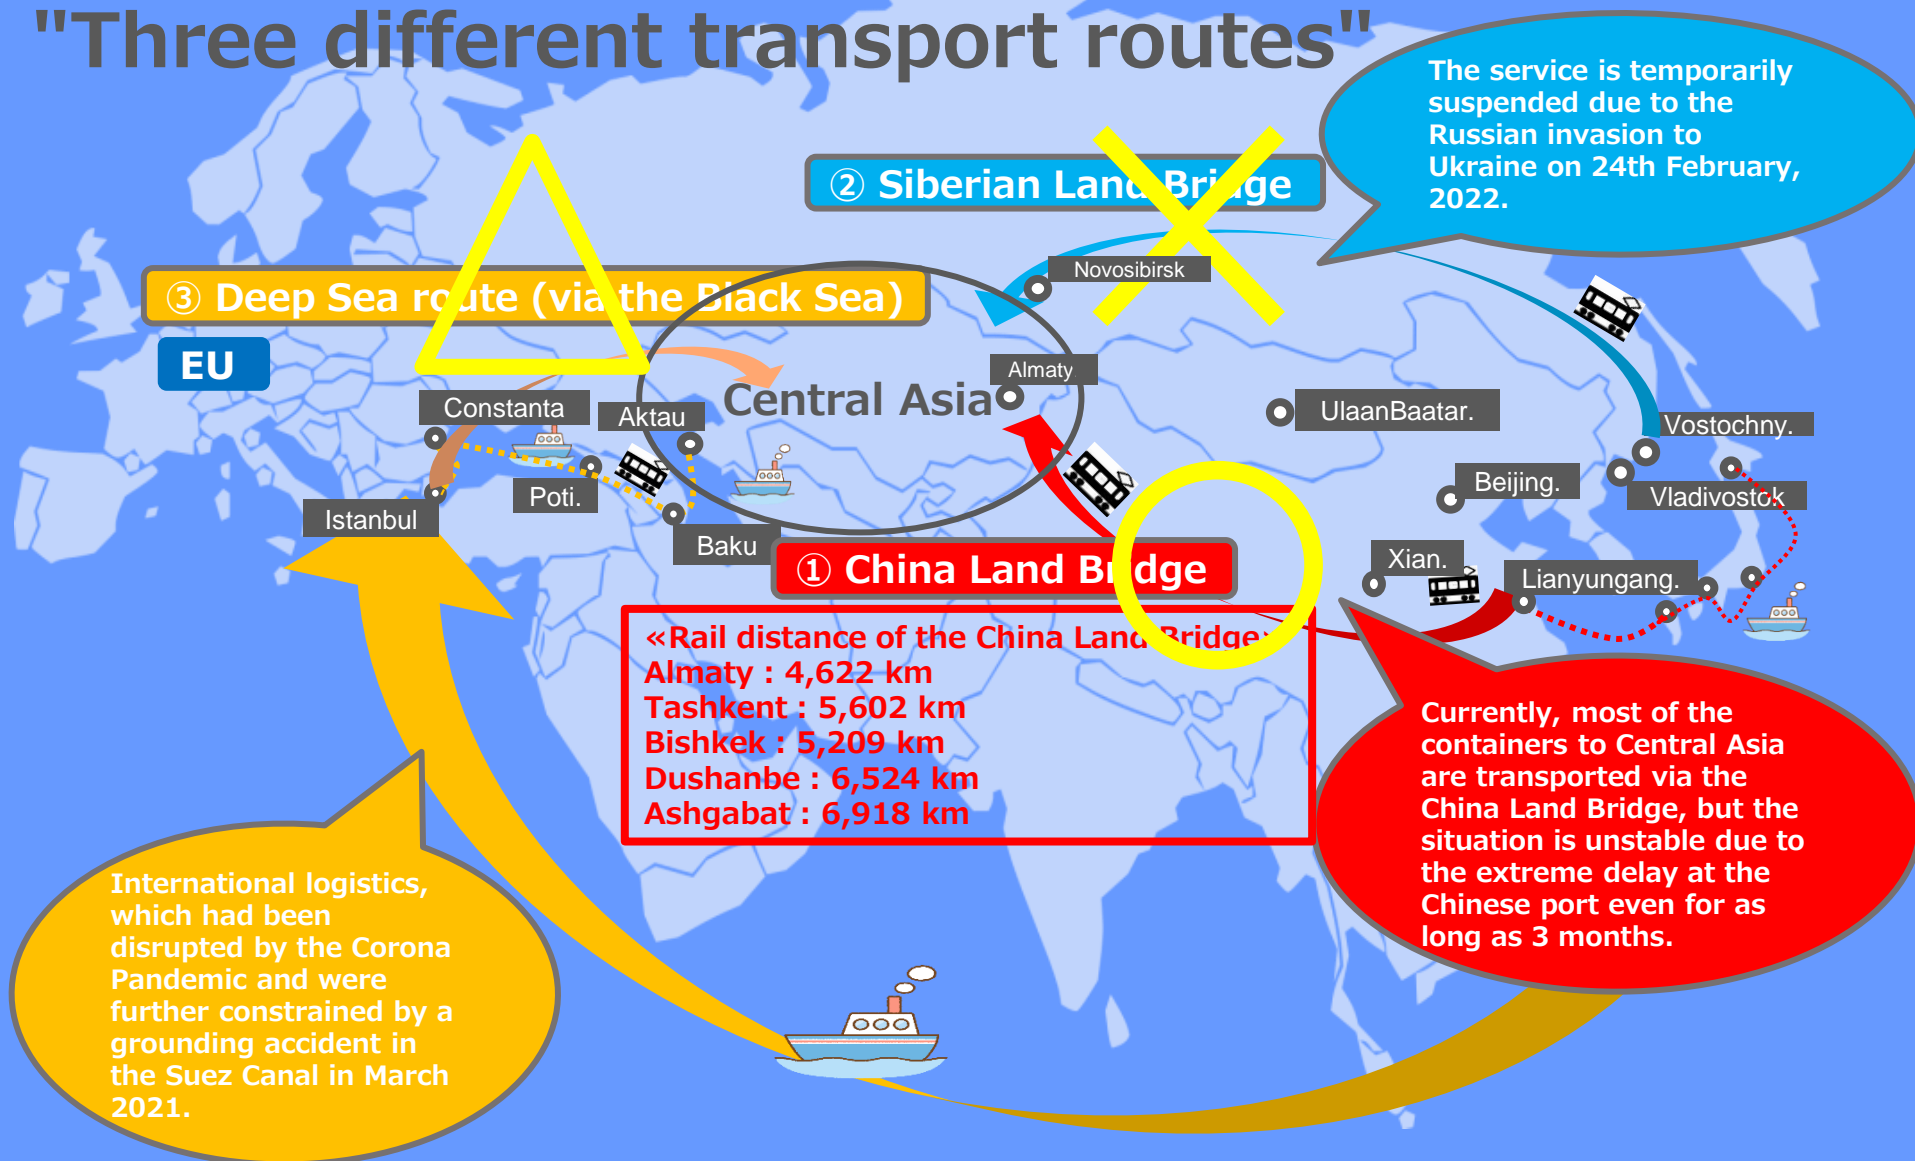 "Three different transport routes"
The service is temporarily
suspended due to the
Russian invasion to
Ukraine on 24th February,
2022.
② Siberian Land Bridge
Novosibirsk
③ Deep Sea route (via the Black Sea)
EU
Central Asia
Almaty
Constanta
Aktau
UlaanBaatar.
Vostochny.
Istanbul
Poti.
Baku
Beijing.
Vladivostok
Xian.
Lianyungang.
① China Land Bridge
«Rail distance of the China Land Bridge»
Almaty : 4,622 km
Tashkent : 5,602 km
Bishkek : 5,209 km
Dushanbe : 6,524 km
Ashgabat : 6,918 km
Currently, most of the
containers to Central Asia
are transported via the
China Land Bridge, but the
situation is unstable due to
the extreme delay at the
Chinese port even for as
long as 3 months.
International logistics,
which had been
disrupted by the Corona
Pandemic and were
further constrained by a
grounding accident in
the Suez Canal in March
2021.